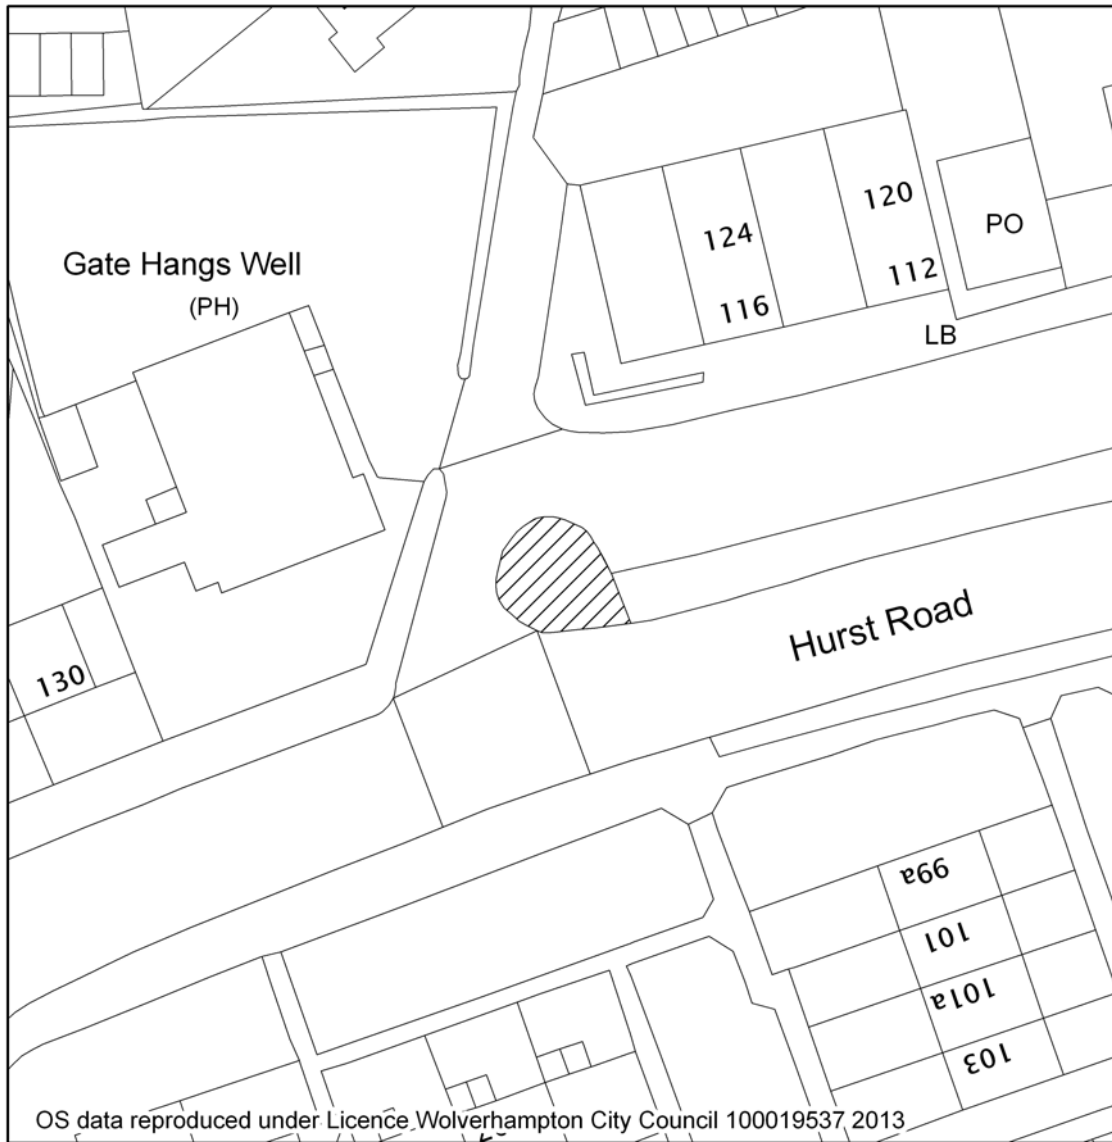 120
124
PO
Gate Hangs Well
112
(PH)
116
LB
Hurst Road
130
99a
101
101a
103
OS data reproduced under Licence Wolverhampton City Council 100019537 2013